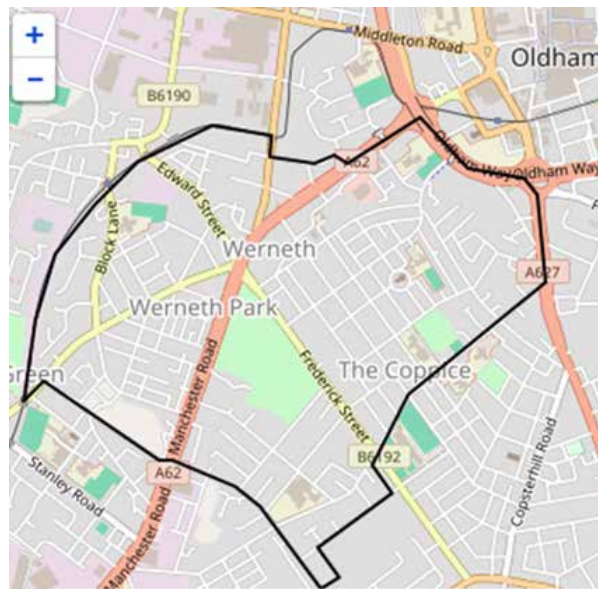 +
−
Middleton Road
Oldham
B6190
A62
Oldham Way
Oldham Way
Edward Street
Block Lane
Werneth
A627
Werneth Park
Manchester Road
Frederick Street
The Coppice
Green
B6192
A62
Stanley Road
Copsterhill Road
Manchester Road
A